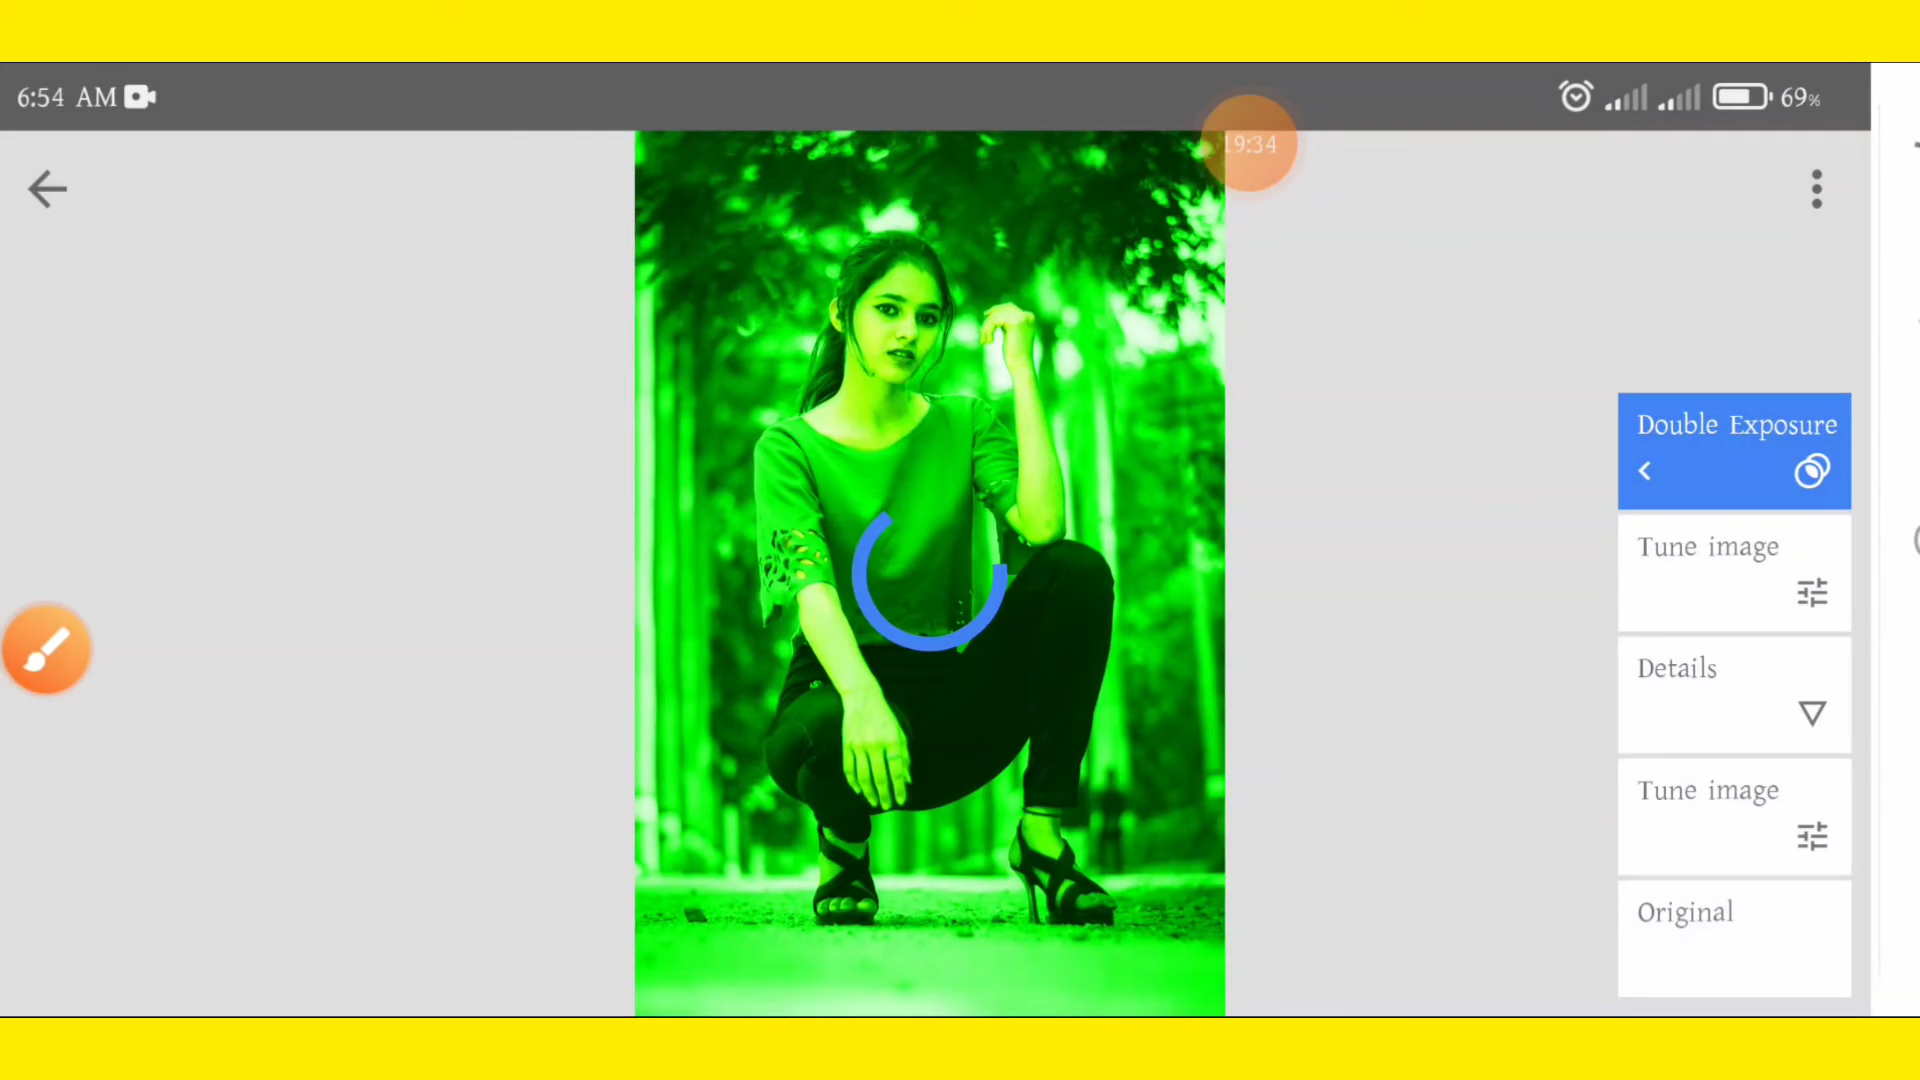 6:54 AM
69%
19:34
Double Exposure
Tune image
Details
Tune image
Original